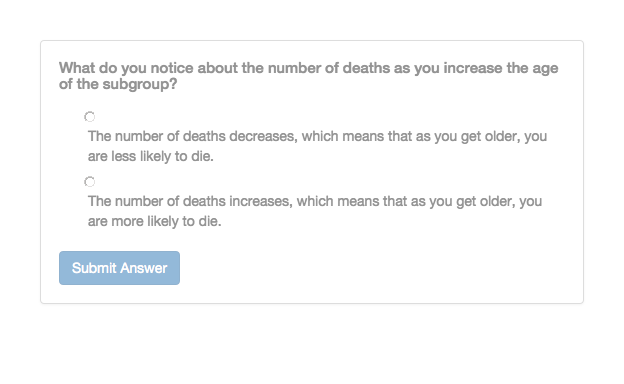 What do you notice about the number of deaths as you increase the age
of the subgroup?
The number of deaths decreases, which means that as you get older, you
are less likely to die.
The number of deaths increases, which means that as you get older, you
are more likely to die.
Submit Answer